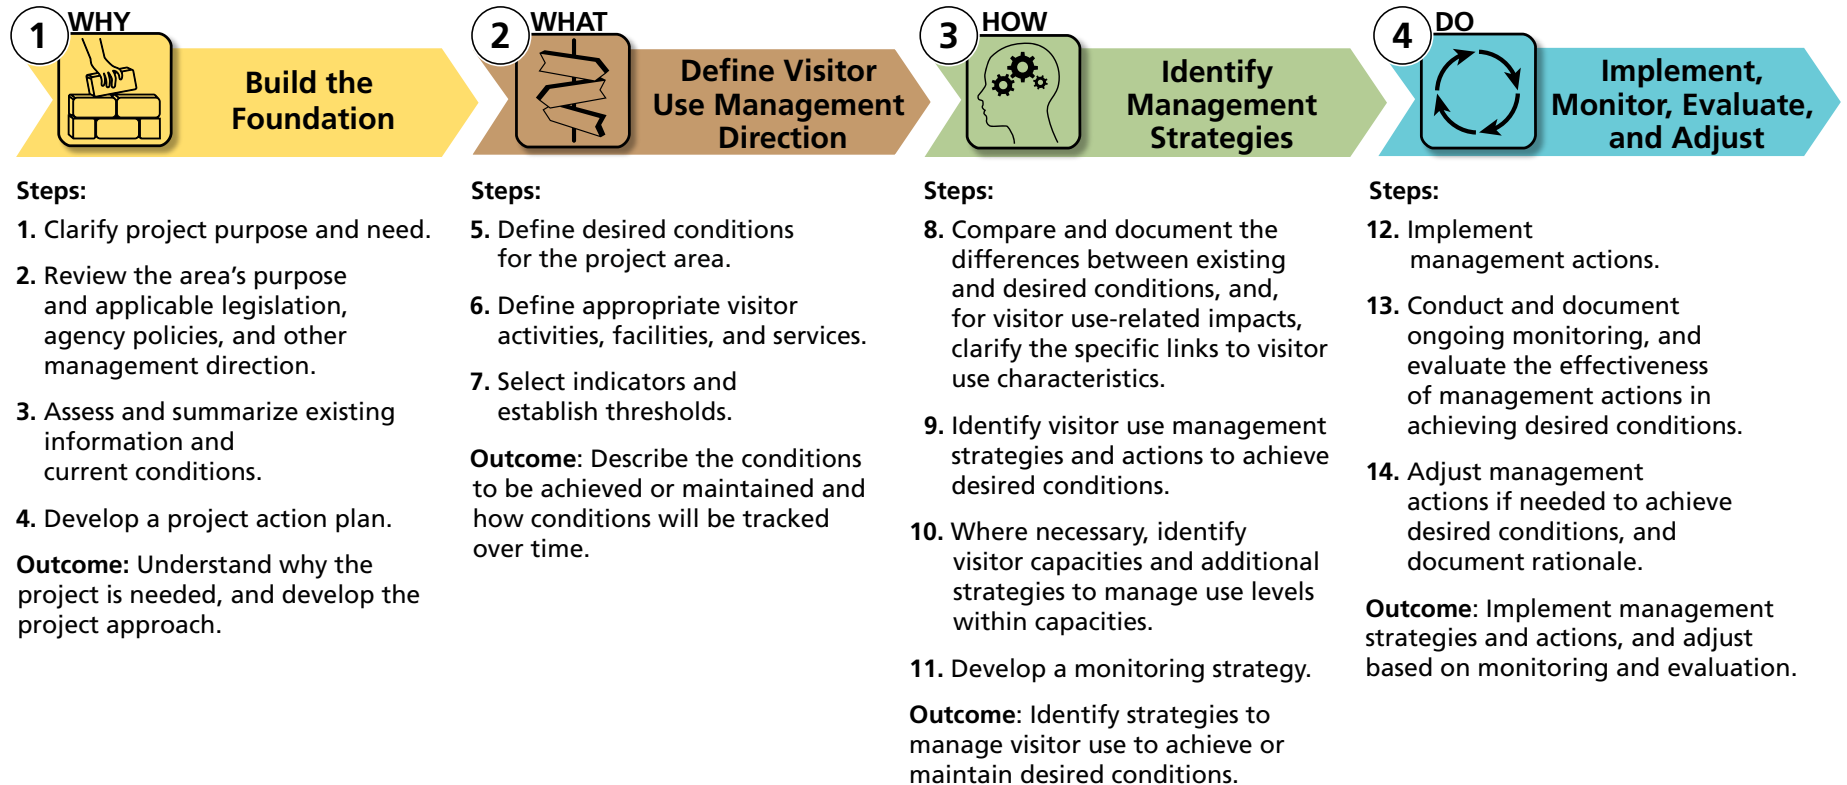 1 WHY
Build the
Foundation
Steps:
1. Clarify project purpose and need.
2. Review the area’s purpose
and applicable legislation,
agency policies, and other
management direction.
3. Assess and summarize existing
information and
current conditions.
4. Develop a project action plan.
Outcome: Understand why the
project is needed, and develop the
project approach.
2 WHAT
Define Visitor
Use Management
Direction
Steps:
5. Define desired conditions
for the project area.
6. Define appropriate visitor
activities, facilities, and services.
7. Select indicators and
establish thresholds.
Outcome: Describe the conditions
to be achieved or maintained and
how conditions will be tracked
over time.
3 HOW
Identify
Management
Strategies
Steps:
8. Compare and document the
differences between existing
and desired conditions, and,
for visitor use-related impacts,
clarify the specific links to visitor
use characteristics.
9. Identify visitor use management
strategies and actions to achieve
desired conditions.
10. Where necessary, identify
visitor capacities and additional
strategies to manage use levels
within capacities.
11. Develop a monitoring strategy.
Outcome: Identify strategies to
manage visitor use to achieve or
maintain desired conditions.
4 DO
Implement,
Monitor, Evaluate,
and Adjust
Steps:
12. Implement
management actions.
13. Conduct and document
ongoing monitoring, and
evaluate the effectiveness
of management actions in
achieving desired conditions.
14. Adjust management
actions if needed to achieve
desired conditions, and
document rationale.
Outcome: Implement management
strategies and actions, and adjust
based on monitoring and evaluation.